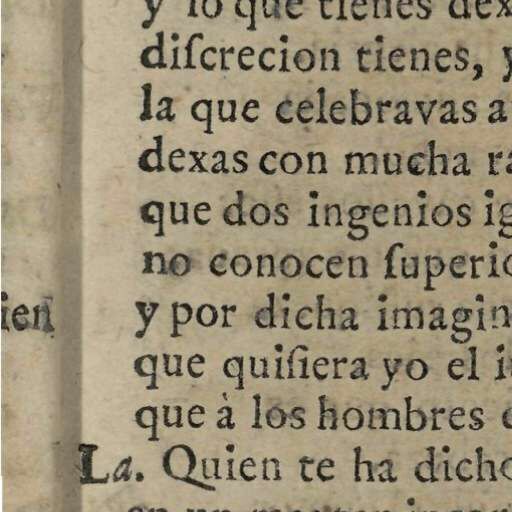 y lo que tienes dex
diſcrecion tienes, y
la que celebravas a
dexas con mucha ra
que dos ingenios ig
no conocen ſuperio
ien
y por dicha imagin
que quiſiera yo el i
que à los hombres
La. Quien te ha dicho